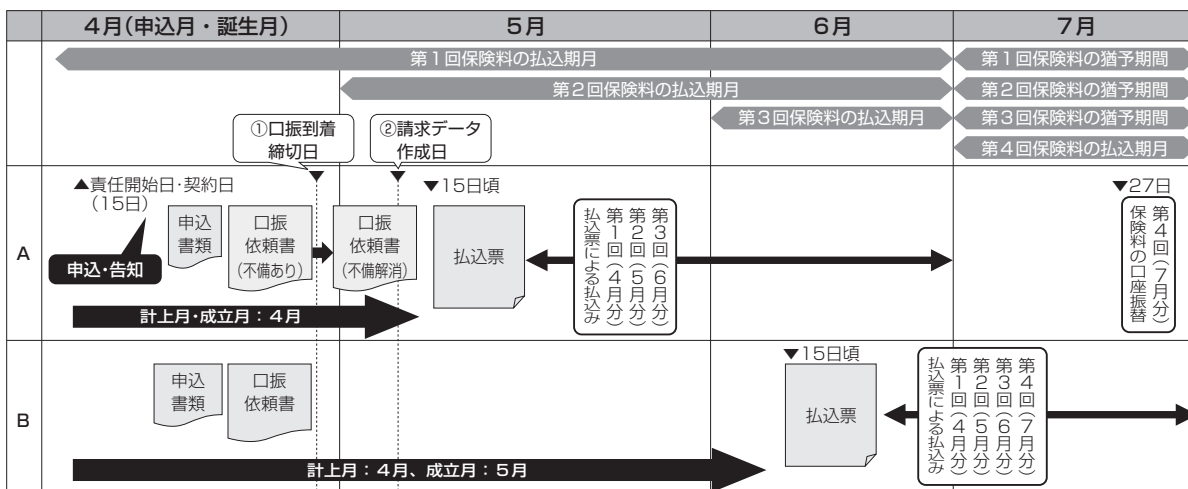 4月(申込月・誕生月)
5月
6月
7月
第1回保険料の払込期月
第1回保険料の猶予期間
第2回保険料の払込期月
第2回保険料の猶予期間
第3回保険料の払込期月
第3回保険料の猶予期間
第4回保険料の払込期月
①口振到着
締切日
②請求データ
作成日
A
▲責任開始日・契約日
(15日)
申込・告知
申込
書類
口振
依頼書
(不備あり)
口振
依頼書
(不備解消)
▼15日頃
払込票
第3回(6月分)
第2回(5月分)
第1回(4月分)
払込票による払込み
▼27日
第4回(7月分)
保険料の口座振替
計上月・成立月:4月
B
申込
書類
口振
依頼書
▼15日頃
払込票
第4回(7月分)
第3回(6月分)
第2回(5月分)
第1回(4月分)
払込票による払込み
計上月:4月、成立月:5月